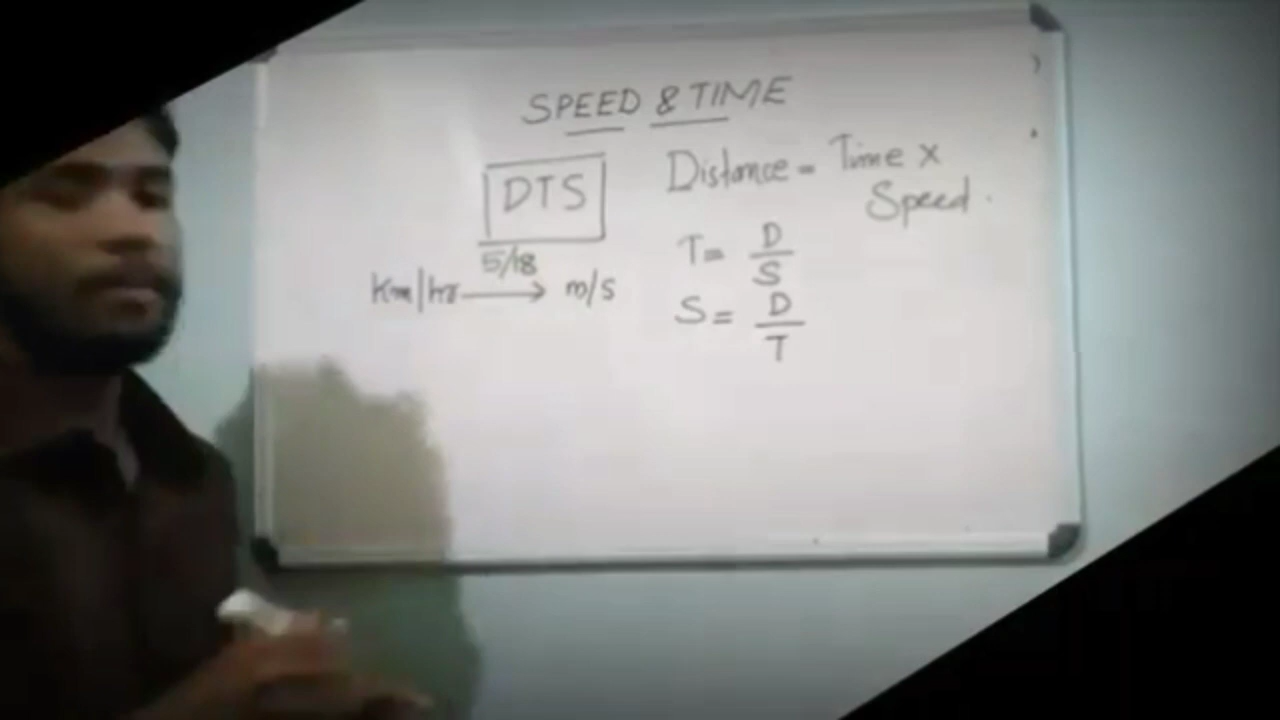 SPEED & TIME
DTS
5/18
Km/hr → m/s
Distance = Time x
Speed.
T = D/S
S = D/T